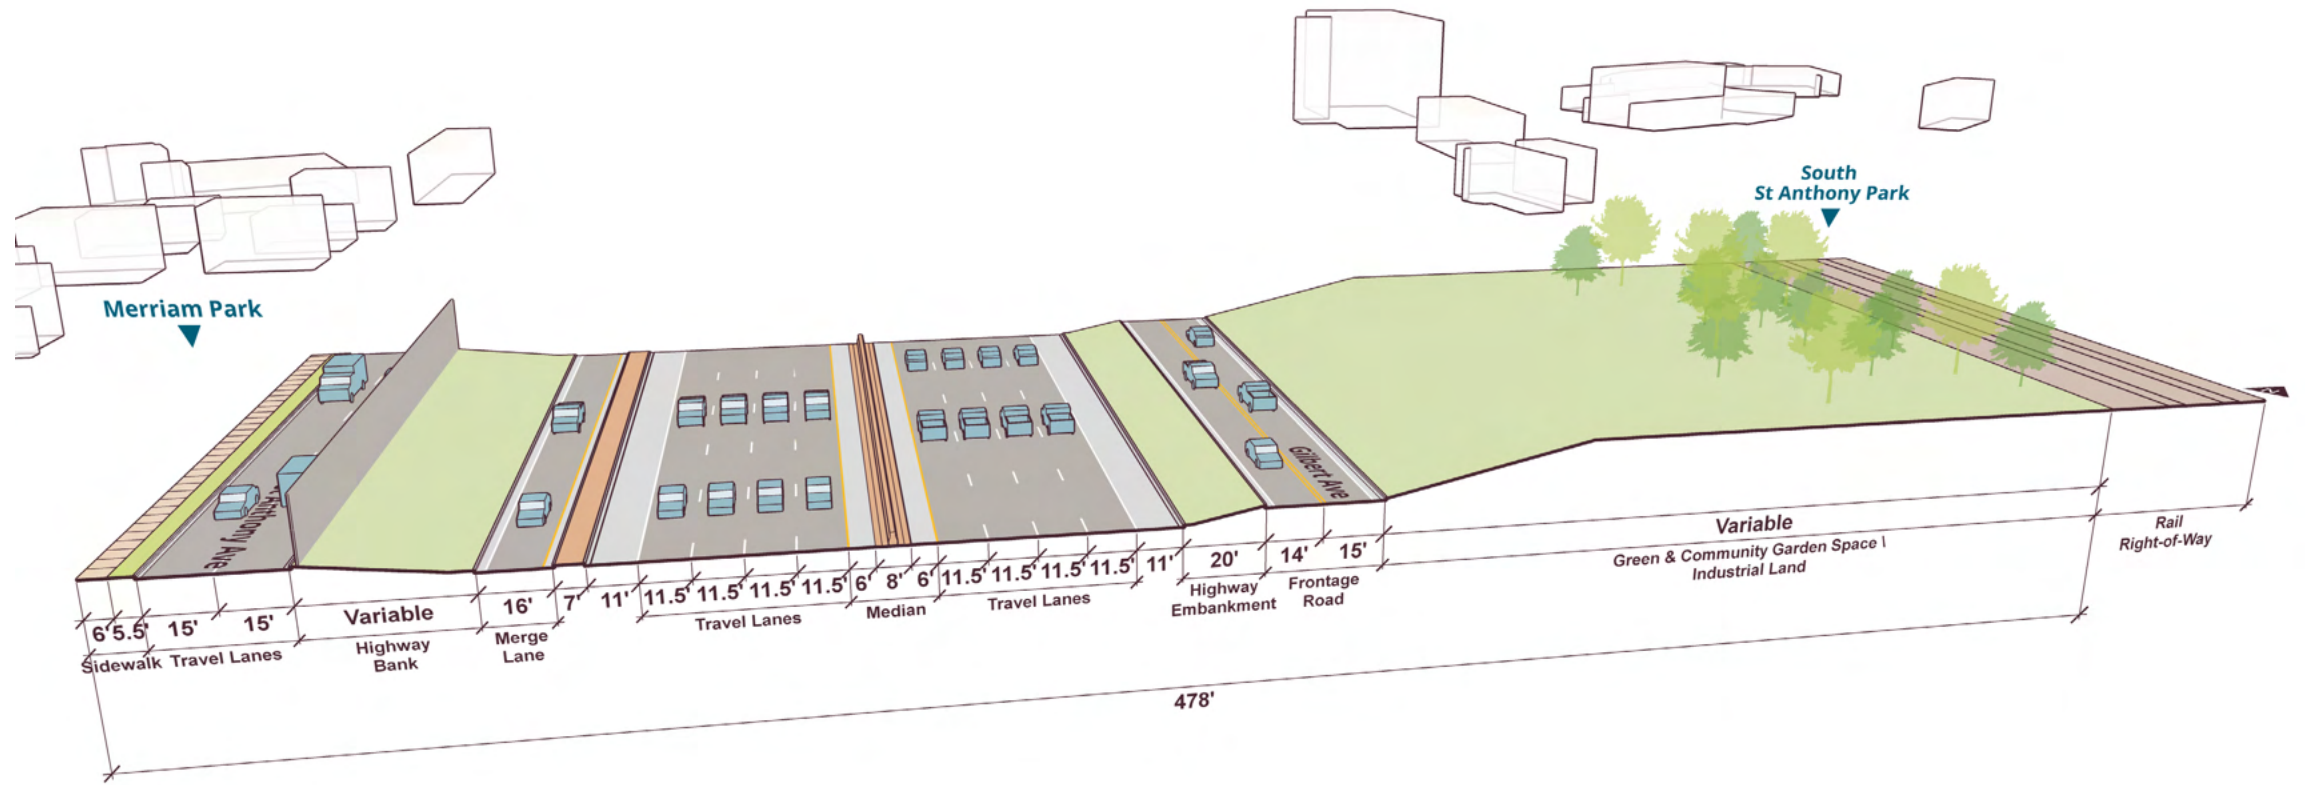 South
St Anthony Park
Merriam Park
Gilbert Ave
Anthony Ave
6' 5.5' 15' 15' Variable 16' 7' 11' 11.5' 11.5' 11.5' 11.5' 6' 8' 6' 11.5' 11.5' 11.5' 11.5' 11' 20' 14' 15' Variable
Sidewalk
Travel Lanes
Highway
Bank
Merge
Lane
Travel Lanes
Median
Travel Lanes
Highway
Embankment
Frontage
Road
Green & Community Garden Space \
Industrial Land
Rail
Right-of-Way
478'